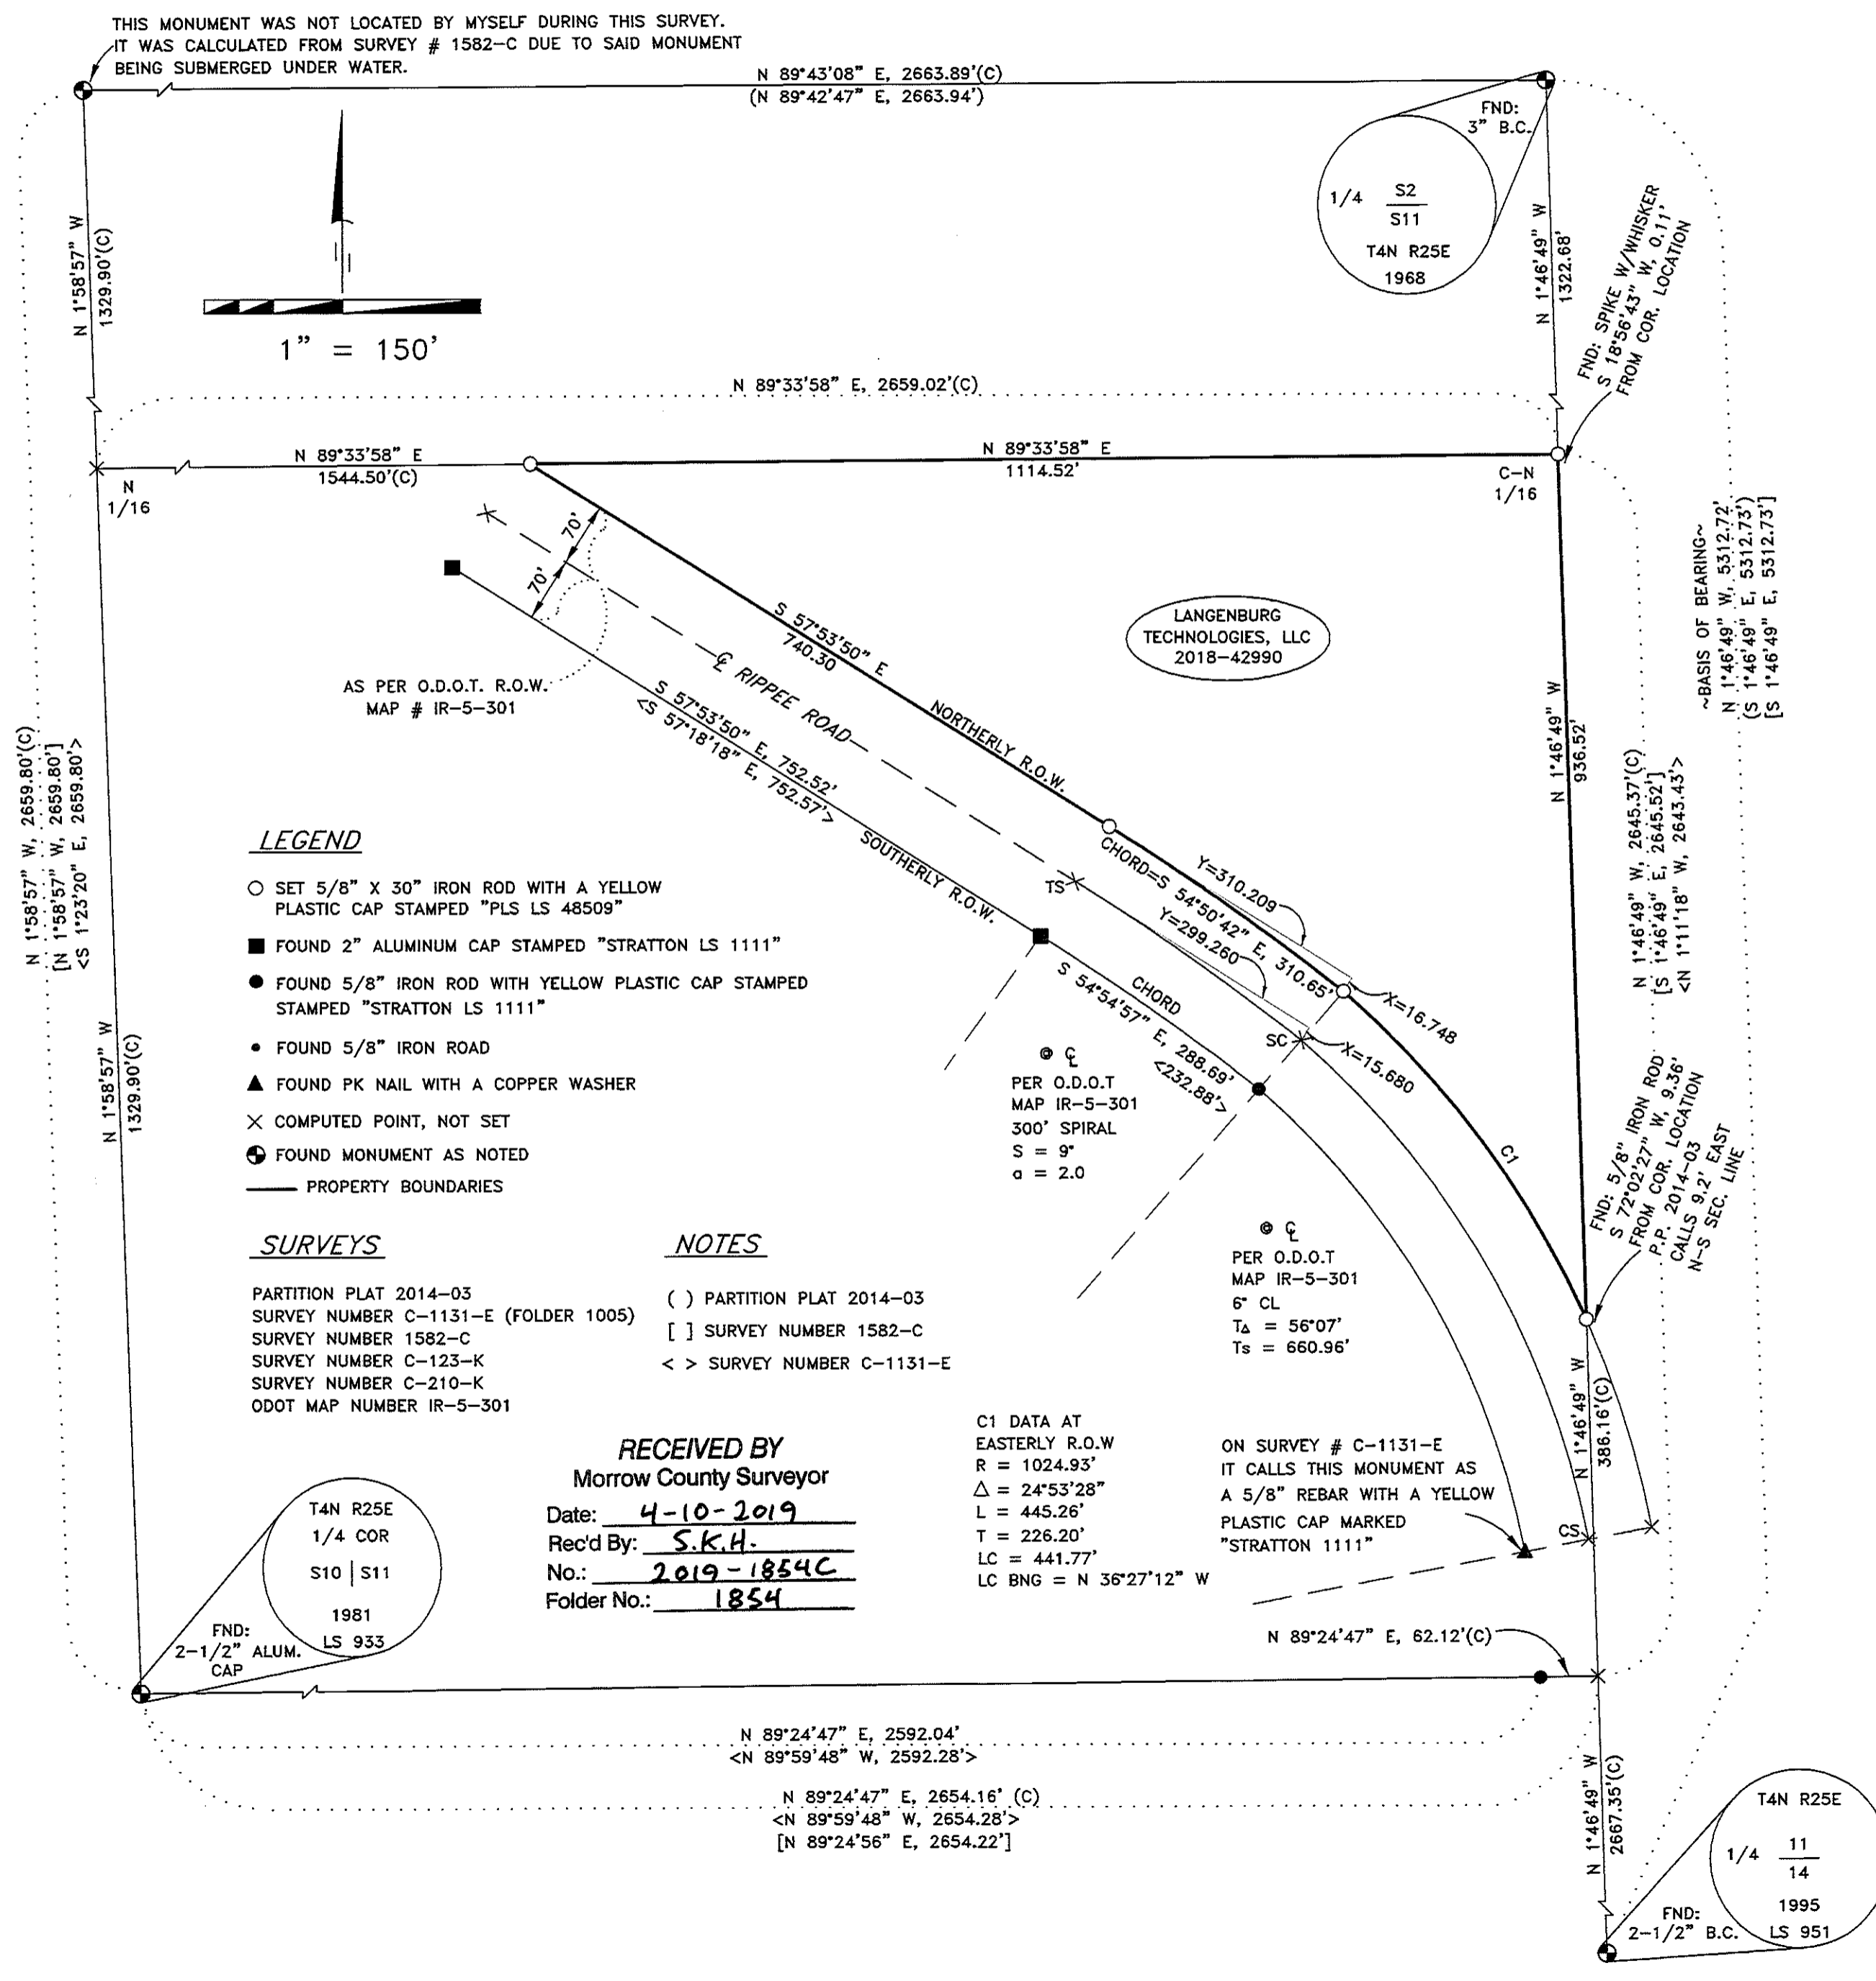 THIS MONUMENT WAS NOT LOCATED BY MYSELF DURING THIS SURVEY.
IT WAS CALCULATED FROM SURVEY # 1582-C DUE TO SAID MONUMENT
BEING SUBMERGED UNDER WATER.
N 89°43'08" E, 2663.89'(C)
(N 89°42'47" E, 2663.94')
FND:
3" B.C.
1/4
S2
S11
T4N R25E
1968
N 1°58'57" W
1329.90'(C)
1" = 150'
N 1°46'49" W
1322.68'
FND: SPIKE W/WHISKER
S 18°56'43" W, 0.11'
FROM COR. LOCATION
N 89°33'58" E, 2659.02'(C)
N 89°33'58" E
1544.50'(C)
N 89°33'58" E
1114.52'
N
1/16
C-N
1/16
70'
70'
AS PER O.D.O.T. R.O.W.
MAP # IR-5-301
S 57°53'50" E
740.30
NORTHERLY R.O.W.
℄ RIPPEE ROAD
S 57°53'50" E, 752.52'
<S 57°18'18" E, 752.57'>
SOUTHERLY R.O.W.
LANGENBURG
TECHNOLOGIES, LLC
2018-42990
N 1°46'49" W
936.52'
~BASIS OF BEARING~
N 1°46'49" W, 5312.72'
(S 1°46'49" E, 5312.73')
[S 1°46'49" E, 5312.73']
N 1°46'49" W, 2645.37'(C)
[S 1°46'49" E, 2645.52']
<N 1°11'18" W, 2643.43'>
N 1°58'57" W, 2659.80'(C)
[N 1°58'57" W, 2659.80']
<S 1°23'20" E, 2659.80'>
N 1°58'57" W
1329.90'(C)
TS
CHORD=S 54°50'42" E, 310.65'
Y=310.209
Y=299.260
X=16.748
X=15.680
SC
CHORD
S 54°54'57" E, 288.69'
<232.88'>
C1
LEGEND
SET 5/8" X 30" IRON ROD WITH A YELLOW
PLASTIC CAP STAMPED "PLS LS 48509"
FOUND 2" ALUMINUM CAP STAMPED "STRATTON LS 1111"
FOUND 5/8" IRON ROD WITH YELLOW PLASTIC CAP STAMPED
STAMPED "STRATTON LS 1111"
FOUND 5/8" IRON ROAD
FOUND PK NAIL WITH A COPPER WASHER
COMPUTED POINT, NOT SET
FOUND MONUMENT AS NOTED
PROPERTY BOUNDARIES
@ ℄
PER O.D.O.T
MAP IR-5-301
300' SPIRAL
S = 9°
a = 2.0
@ ℄
PER O.D.O.T
MAP IR-5-301
6° CL
T∆ = 56°07'
Ts = 660.96'
FND: 5/8" IRON ROD
S 72°02'27" W, 9.36'
FROM COR. LOCATION
P.P. 2014-03
CALLS 9.2' EAST
N-S SEC. LINE
SURVEYS
PARTITION PLAT 2014-03
SURVEY NUMBER C-1131-E (FOLDER 1005)
SURVEY NUMBER 1582-C
SURVEY NUMBER C-123-K
SURVEY NUMBER C-210-K
ODOT MAP NUMBER IR-5-301
NOTES
( ) PARTITION PLAT 2014-03
[ ] SURVEY NUMBER 1582-C
< > SURVEY NUMBER C-1131-E
RECEIVED BY
Morrow County Surveyor
Date: 4-10-2019
Rec'd By: S.K.H.
No.: 2019-1854C
Folder No.: 1854
C1 DATA AT
EASTERLY R.O.W
R = 1024.93'
∆ = 24°53'28"
L = 445.26'
T = 226.20'
LC = 441.77'
LC BNG = N 36°27'12" W
ON SURVEY # C-1131-E
IT CALLS THIS MONUMENT AS
A 5/8" REBAR WITH A YELLOW
PLASTIC CAP MARKED
"STRATTON 1111"
N 1°46'49" W
386.16'(C)
CS
T4N R25E
1/4 COR
S10 | S11
1981
LS 933
FND:
2-1/2" ALUM.
CAP
N 89°24'47" E, 62.12'(C)
N 89°24'47" E, 2592.04'
<N 89°59'48" W, 2592.28'>
N 89°24'47" E, 2654.16' (C)
<N 89°59'48" W, 2654.28'>
[N 89°24'56" E, 2654.22']
N 1°46'49" W
2667.35'(C)
T4N R25E
1/4
11
14
1995
LS 951
FND:
2-1/2" B.C.